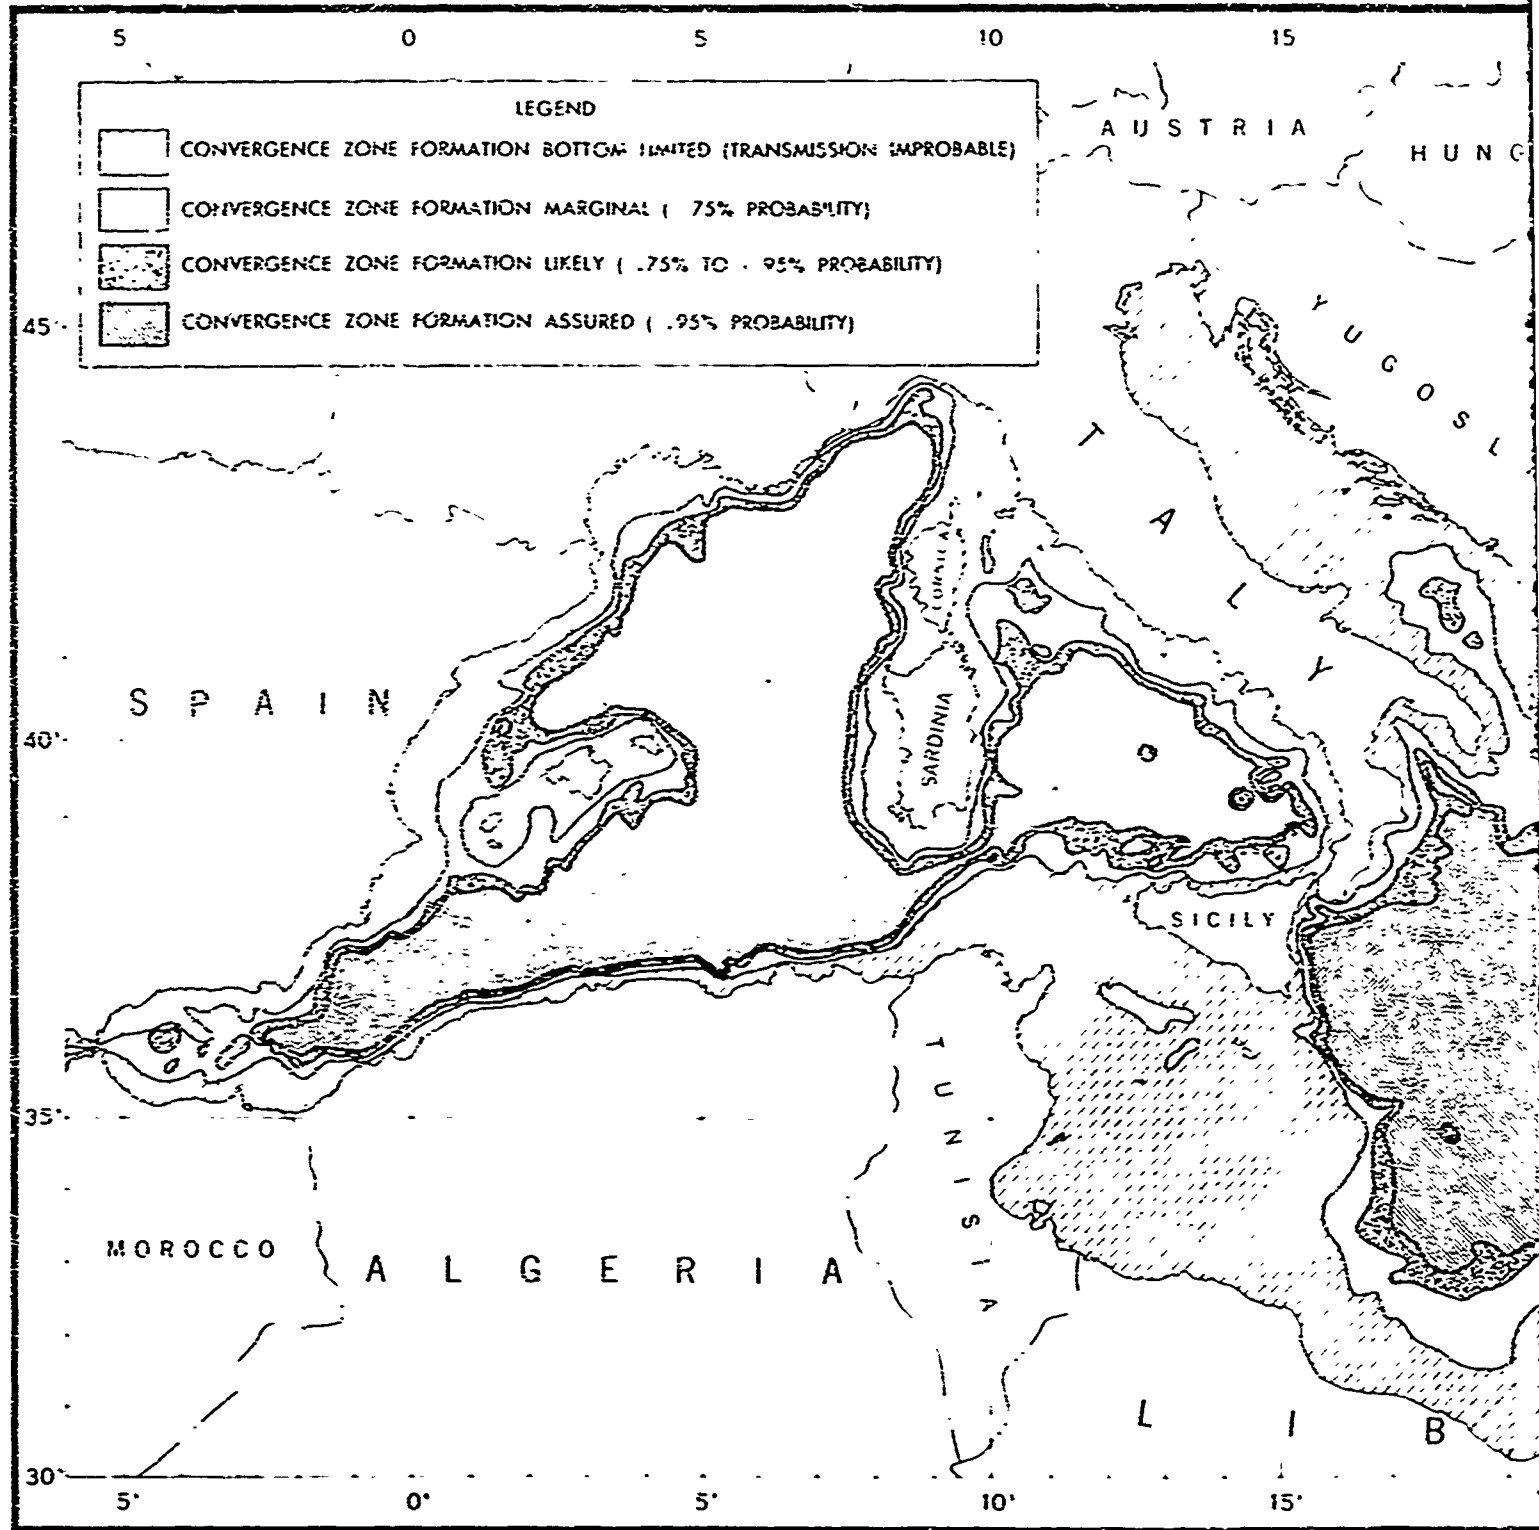 5 0 5 10 15
LEGEND
CONVERGENCE ZONE FORMATION BOTTOM LIMITED (TRANSMISSION IMPROBABLE)
CONVERGENCE ZONE FORMATION MARGINAL ( 75% PROBABILITY)
CONVERGENCE ZONE FORMATION LIKELY ( .75% TO . 95% PROBABILITY)
CONVERGENCE ZONE FORMATION ASSURED ( .95% PROBABILITY)
AUSTRIA
HUNG
45°
YUGOSL
ITALY
CORSICA
SPAIN
40°
SARDINIA
SICILY
35°
TUNISIA
MOROCCO
ALGERIA
LIB
30°
5° 0° 5° 10° 15°